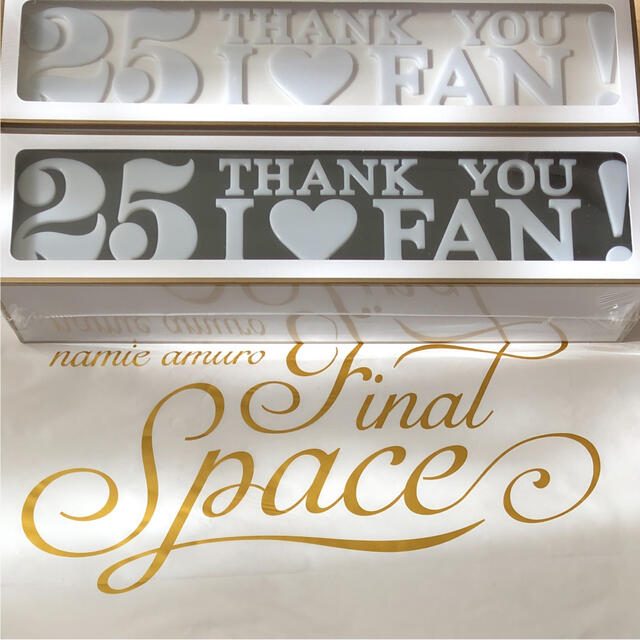 25 THANK YOU
I ♥ FAN!
25 THANK YOU
I ♥ FAN!
namie amuro
Final
Space